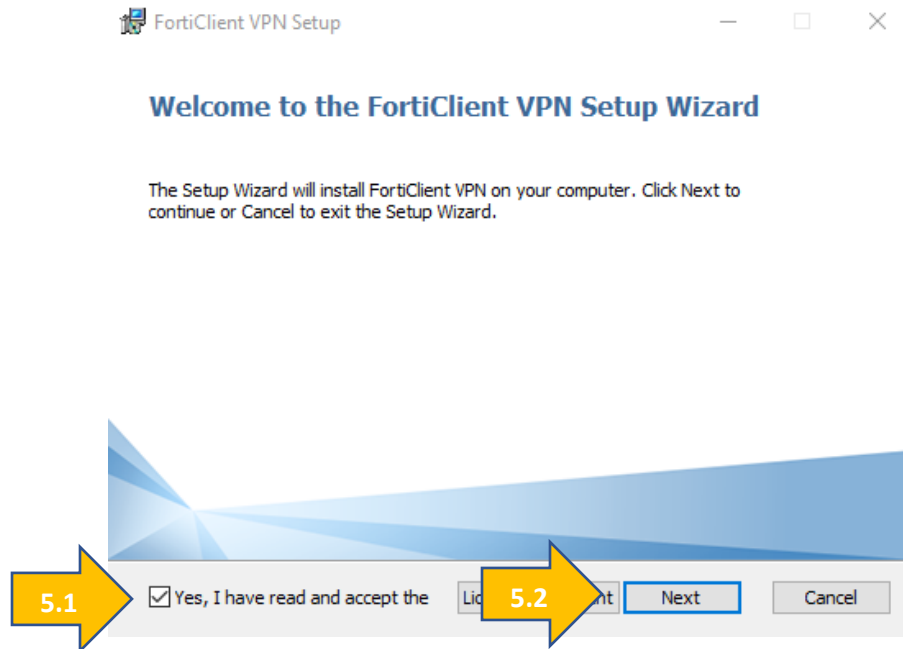 FortiClient VPN Setup
Welcome to the FortiClient VPN Setup Wizard
The Setup Wizard will install FortiClient VPN on your computer. Click Next to
continue or Cancel to exit the Setup Wizard.
5.1
Yes, I have read and accept the
5.2
Next
Cancel